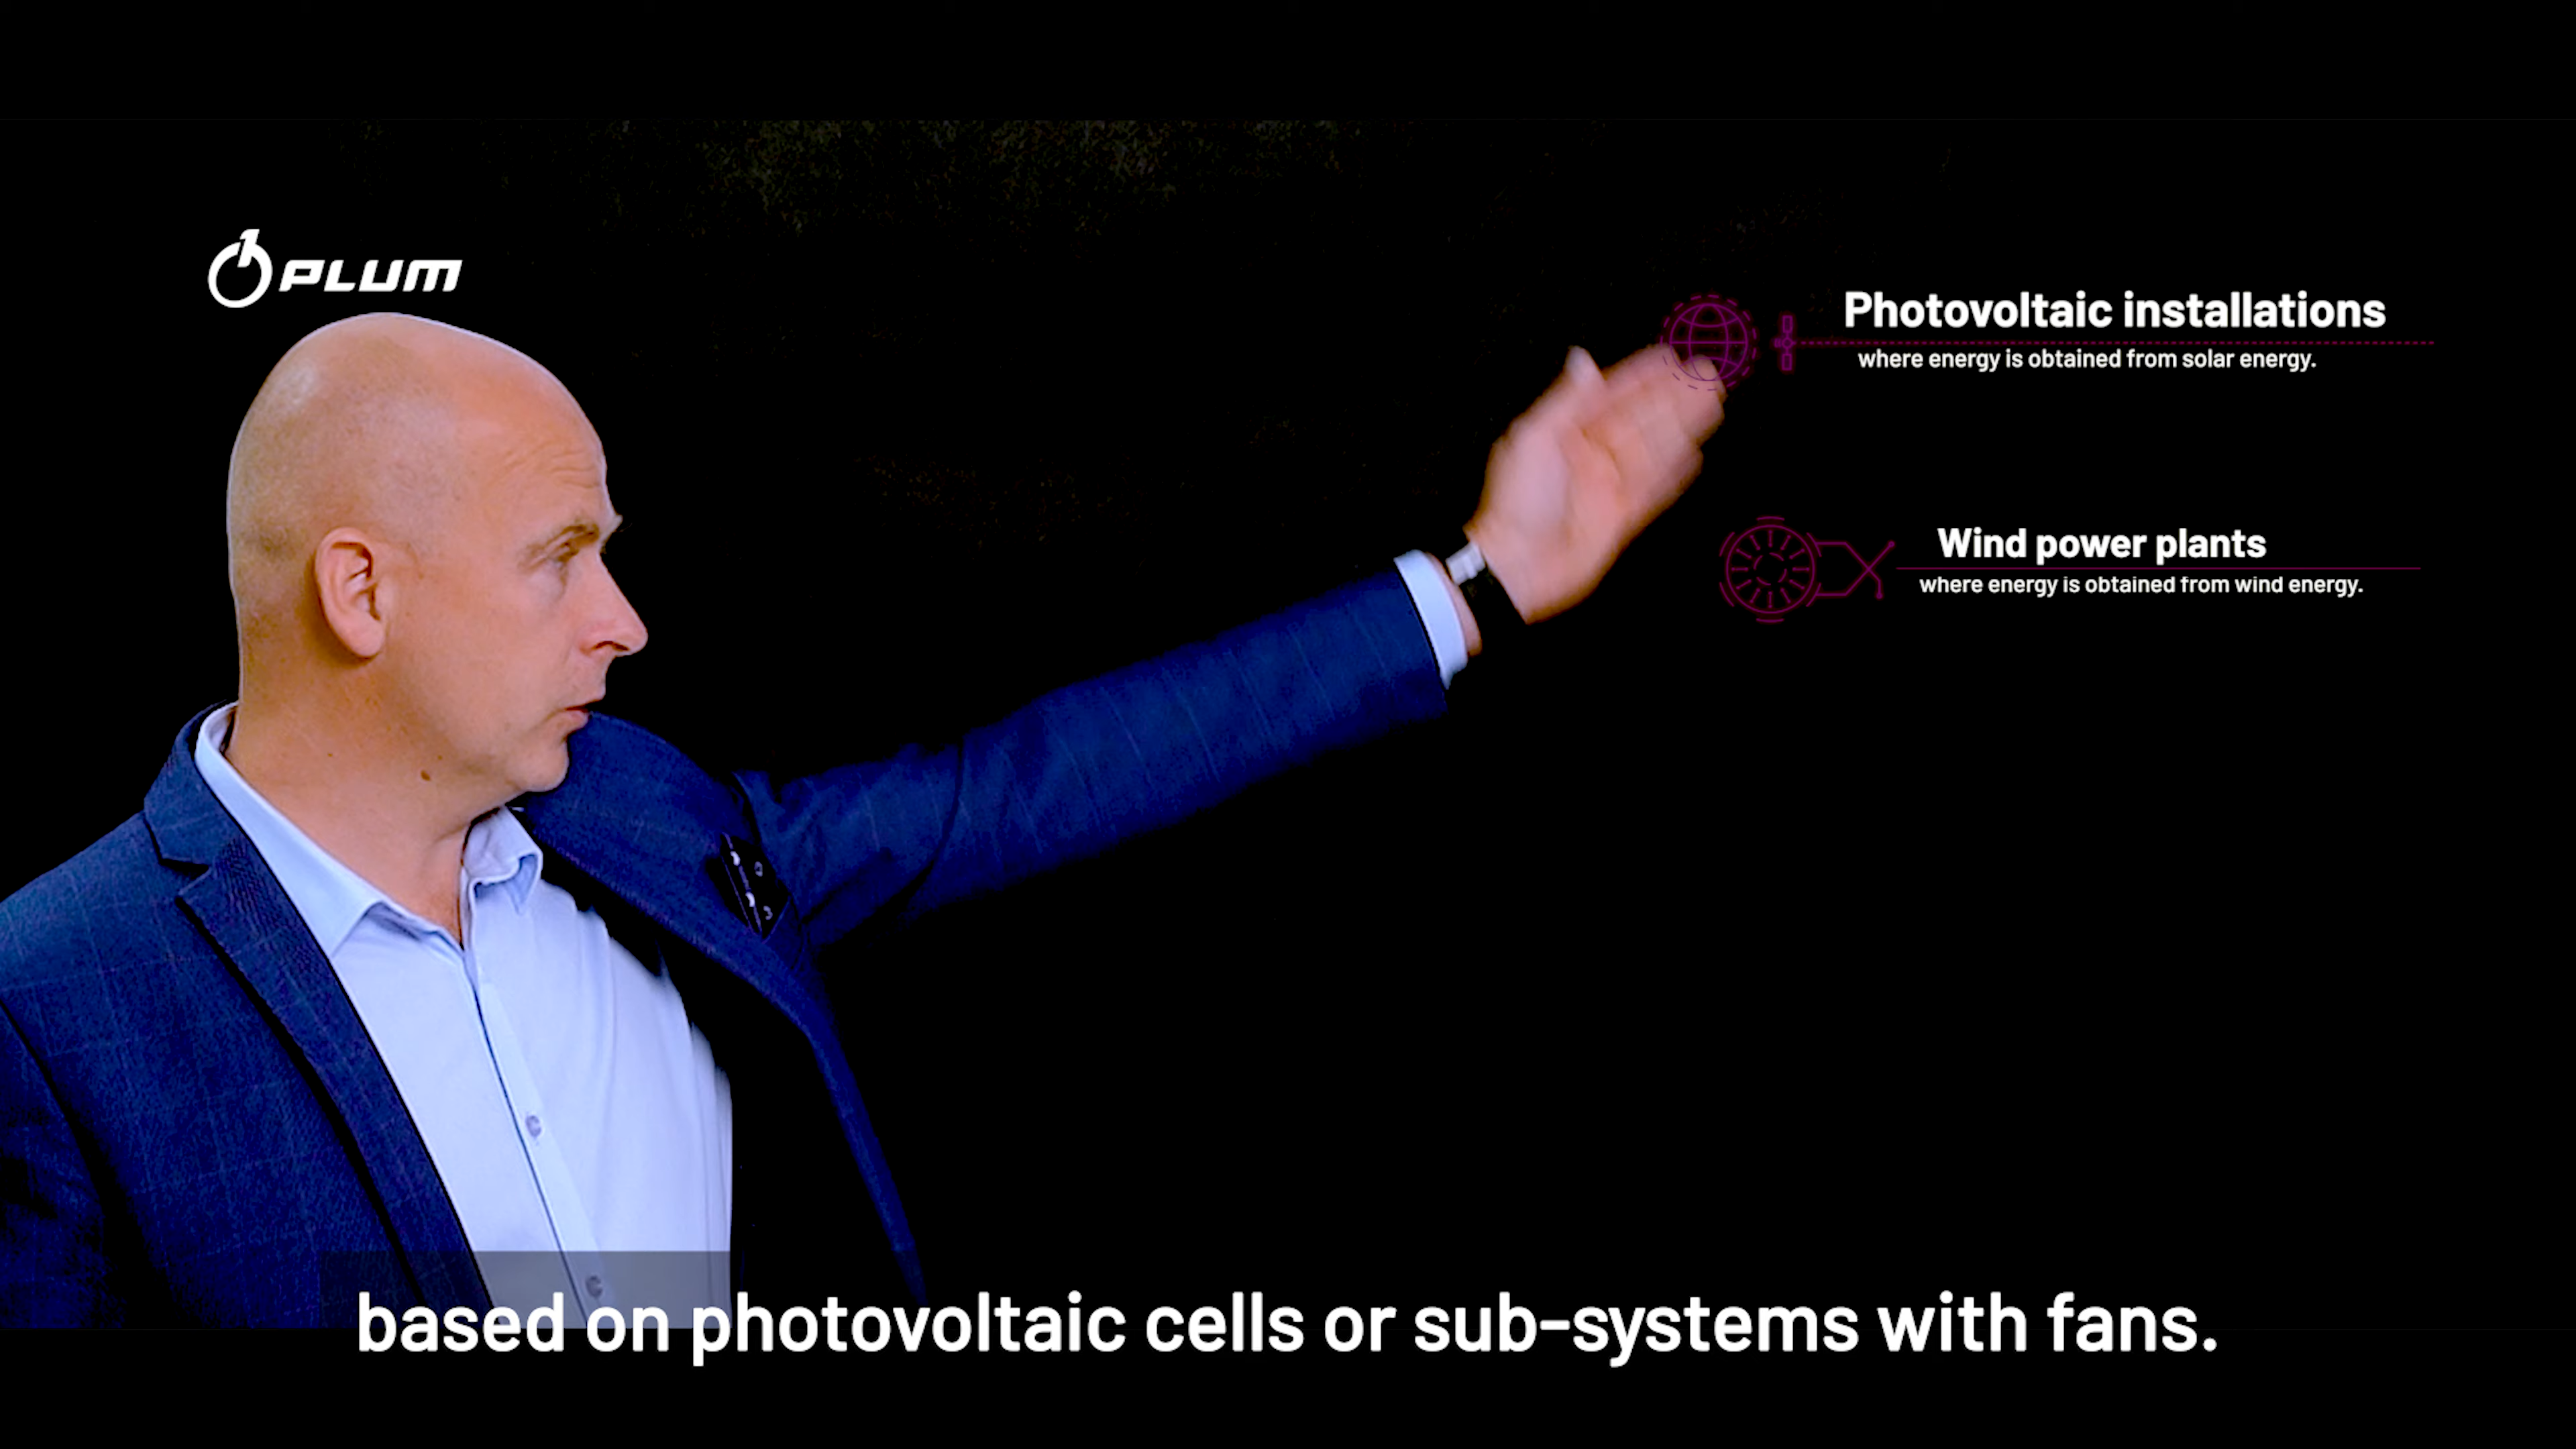 PLUM
Photovoltaic installations
where energy is obtained from solar energy.
Wind power plants
where energy is obtained from wind energy.
based on photovoltaic cells or sub-systems with fans.